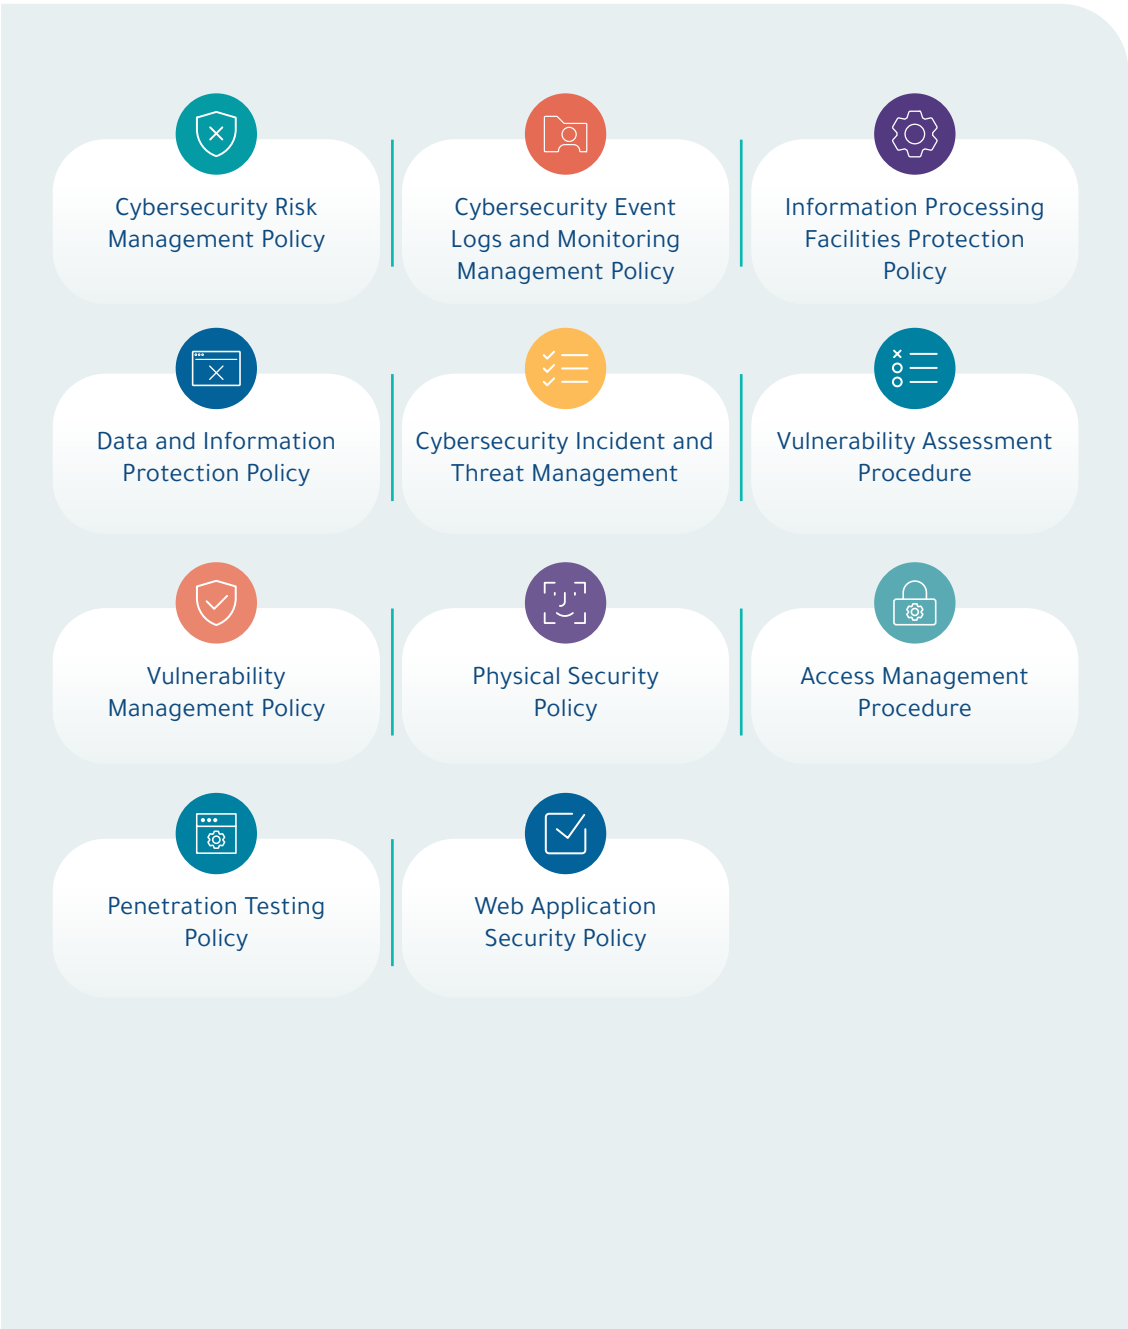 Cybersecurity Risk
Management Policy
Cybersecurity Event
Logs and Monitoring
Management Policy
Information Processing
Facilities Protection
Policy
Data and Information
Protection Policy
Cybersecurity Incident and
Threat Management
Vulnerability Assessment
Procedure
Vulnerability
Management Policy
Physical Security
Policy
Access Management
Procedure
Penetration Testing
Policy
Web Application
Security Policy